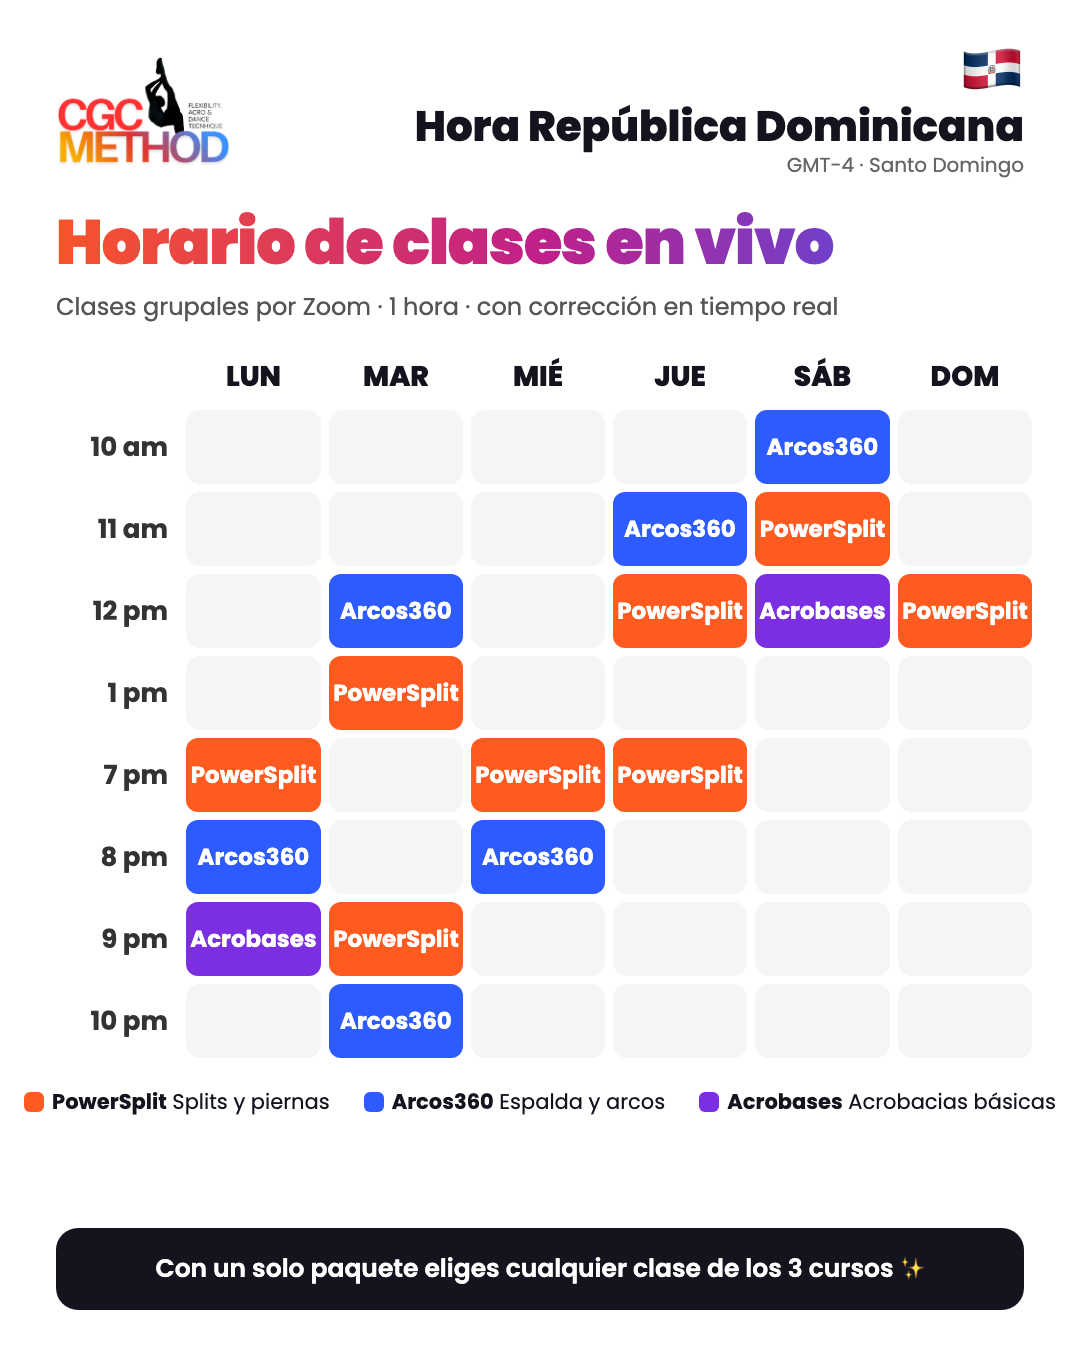 CGC
METHOD
FLEXIBILITY,
ACRO &
DANCE
TECNHIQUE
Hora República Dominicana
GMT-4 · Santo Domingo
Horario de clases en vivo
Clases grupales por Zoom · 1 hora · con corrección en tiempo real
LUN MAR MIÉ JUE SÁB DOM
10 am Arcos360
11 am Arcos360 PowerSplit
12 pm Arcos360 PowerSplit Acrobases PowerSplit
1 pm PowerSplit
7 pm PowerSplit PowerSplit PowerSplit
8 pm Arcos360 Arcos360
9 pm Acrobases PowerSplit
10 pm Arcos360
PowerSplit Splits y piernas Arcos360 Espalda y arcos Acrobases Acrobacias básicas
Con un solo paquete eliges cualquier clase de los 3 cursos ✨